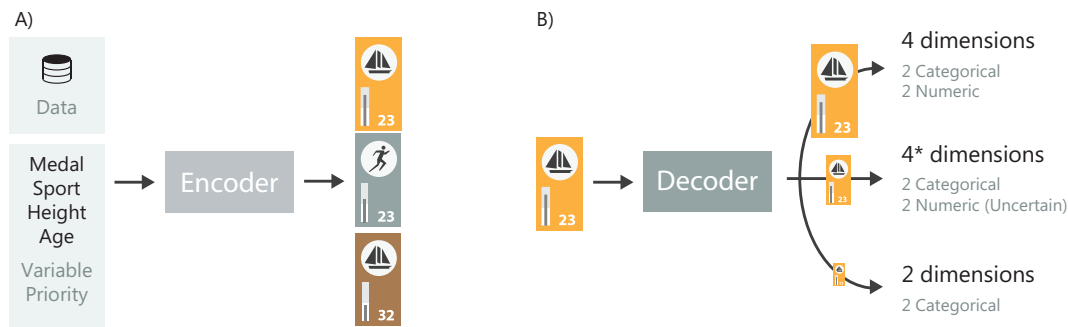 A)
Data
Medal
Sport
Height
Age
Variable
Priority
Encoder
23
23
32
B)
23
Decoder
23
23
4 dimensions
2 Categorical
2 Numeric
4* dimensions
2 Categorical
2 Numeric (Uncertain)
2 dimensions
2 Categorical